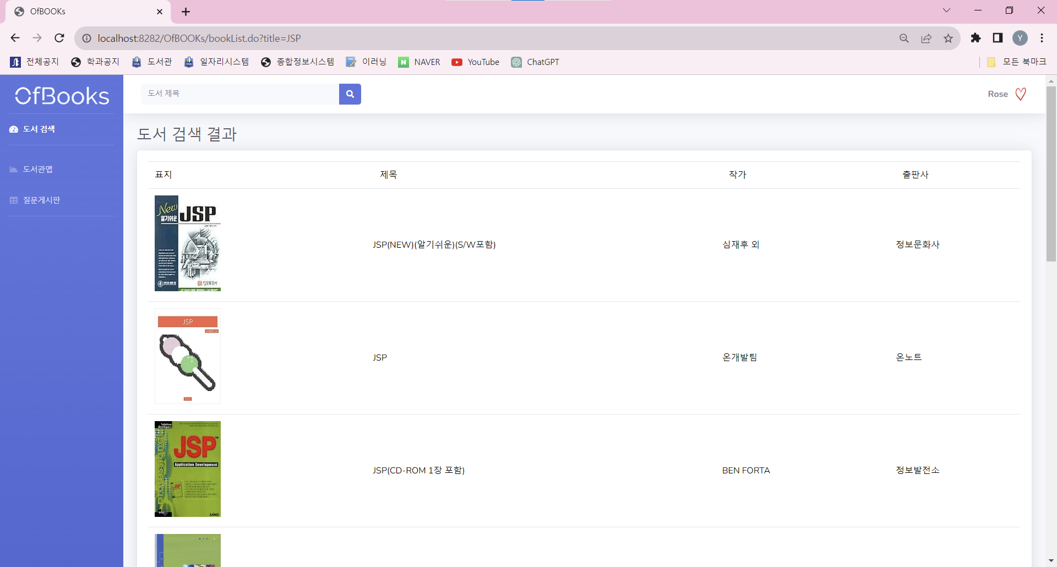 OfBOOKs
localhost:8282/OfBOOKs/bookList.do?title=JSP
Y
전체공지
학과공지
도서관
일자리시스템
종합정보시스템
이러닝
NAVER
YouTube
ChatGPT
모든 북마크
OfBooks
도서 제목
Rose
도서 검색
도서관맵
질문게시판
도서 검색 결과
표지 제목 작가 출판사
New JSP
알기쉬운
JSP(NEW)(알기쉬운)(S/W포함) 심재후 외 정보문화사
JSP
JSP 온개발팀 온노트
JSP
Application Development
JSP(CD-ROM 1장 포함) BEN FORTA 정보발전소